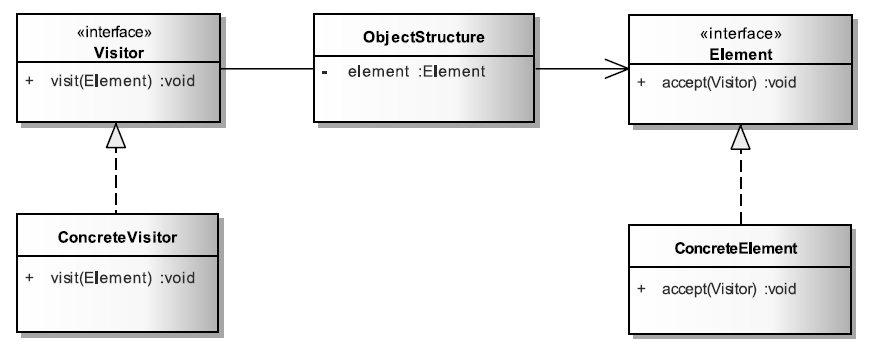 «interface»
Visitor
+ visit(Element) :void
ObjectStructure
- element :Element
«interface»
Element
+ accept(Visitor) :void
ConcreteVisitor
+ visit(Element) :void
ConcreteElement
+ accept(Visitor) :void